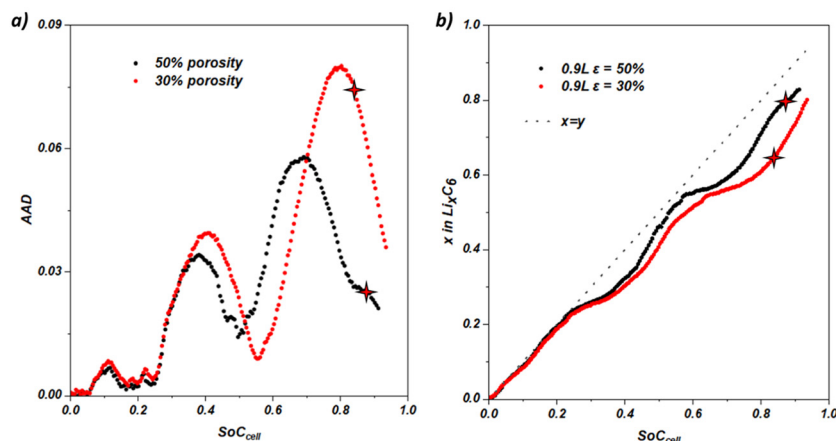 a)
0.09
0.06
0.03
0.00
AAD
50% porosity
30% porosity
0.0 0.2 0.4 0.6 0.8 1.0
SoCcell
b)
1.0
0.8
0.6
0.4
0.2
0.0
x in LiXC6
0.9L ε = 50%
0.9L ε = 30%
x=y
0.0 0.2 0.4 0.6 0.8 1.0
SoCcell